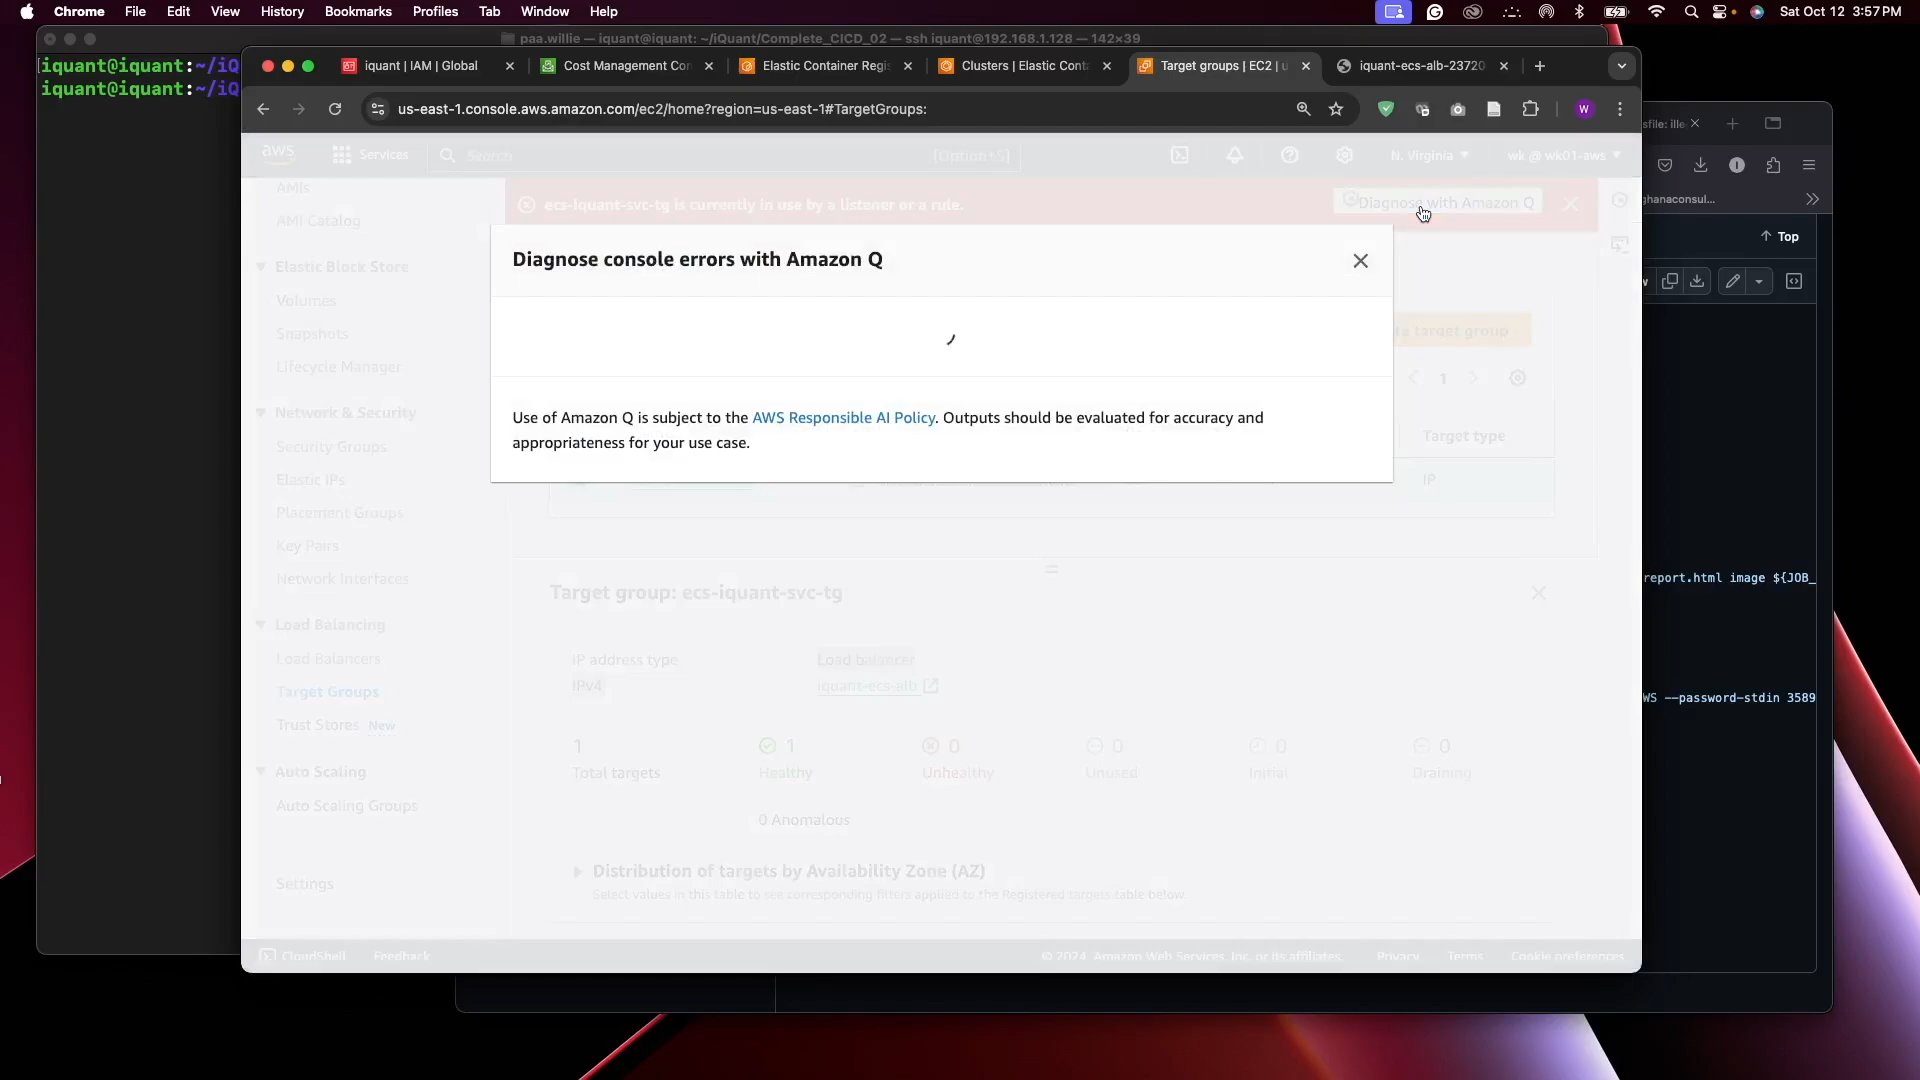 Chrome File Edit View History Bookmarks Profiles Tab Window Help Sat Oct 12 3:57 PM
paa.willie — iquant@iquant: ~/iQuant/Complete_CICD_02 — ssh iquant@192.168.1.128 — 142×39
iquant@iquant:~/iQ
iquant@iquant:~/iQ
iquant | IAM | Global
Cost Management Con
Elastic Container Regis
Clusters | Elastic Conta
Target groups | EC2 | u
iquant-ecs-alb-23720
us-east-1.console.aws.amazon.com/ec2/home?region=us-east-1#TargetGroups:
W
sfile: ille
aws Services Search [Option+S] N. Virginia wk @ wk01-aws
ghanaconsul...
AMIs
AMI Catalog
Elastic Block Store
Volumes
Snapshots
Lifecycle Manager
Network & Security
Security Groups
Elastic IPs
Placement Groups
Key Pairs
Network Interfaces
Load Balancing
Load Balancers
Target Groups
Trust Stores New
Auto Scaling
Auto Scaling Groups
Settings
ecs-iquant-svc-tg is currently in use by a listener or a rule.
Diagnose with Amazon Q
Diagnose console errors with Amazon Q
Use of Amazon Q is subject to the AWS Responsible AI Policy. Outputs should be evaluated for accuracy and
appropriateness for your use case.
target group
1
Target type
IP
Target group: ecs-iquant-svc-tg
IP address type
IPv4
Load balancer
iquant-ecs-alb
1
Total targets
1
Healthy
0
Unhealthy
0
Unused
0
Initial
0
Draining
0 Anomalous
Distribution of targets by Availability Zone (AZ)
Select values in this table to see corresponding filters applied to the Registered targets table below.
CloudShell Feedback © 2024, Amazon Web Services, Inc. or its affiliates. Privacy Terms Cookie preferences
Top
report.html image ${JOB_
WS --password-stdin 3589